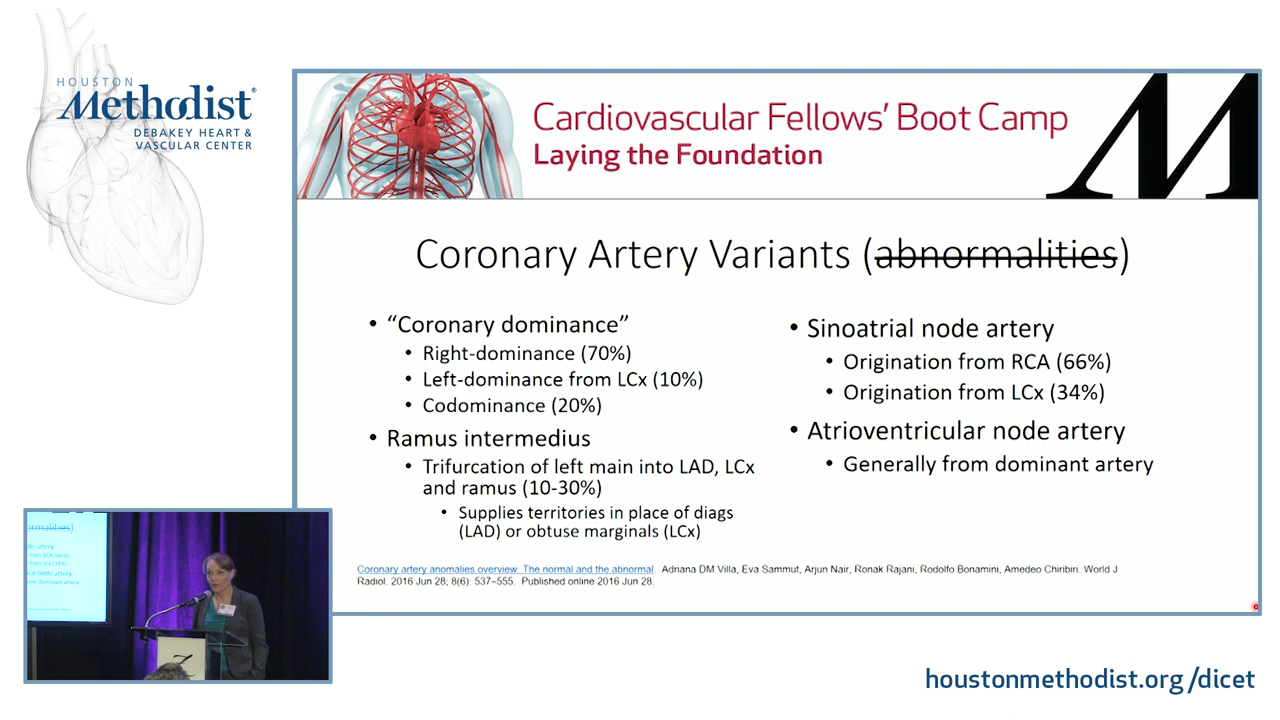 HOUSTON
Methodist®
DEBAKEY HEART &
VASCULAR CENTER
Cardiovascular Fellows' Boot Camp
Laying the Foundation
M
Coronary Artery Variants (abnormalities)
• “Coronary dominance”
• Right-dominance (70%)
• Left-dominance from LCx (10%)
• Codominance (20%)
• Ramus intermedius
• Trifurcation of left main into LAD, LCx
and ramus (10-30%)
• Supplies territories in place of diags
(LAD) or obtuse marginals (LCx)
• Sinoatrial node artery
• Origination from RCA (66%)
• Origination from LCx (34%)
• Atrioventricular node artery
• Generally from dominant artery
Coronary artery anomalies overview: The normal and the abnormal. Adriana DM Villa, Eva Sammut, Arjun Nair, Ronak Rajani, Rodolfo Bonamini, Amedeo Chiribiri. World J
Radiol. 2016 Jun 28; 8(6): 537–555. Published online 2016 Jun 28.
houstonmethodist.org/dicet